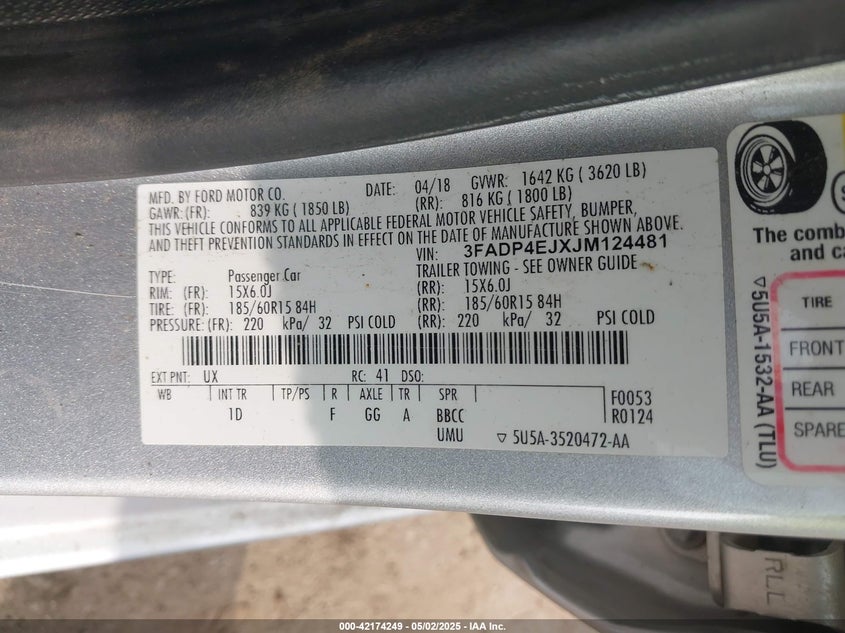 MFD. BY FORD MOTOR CO.
DATE: 04/18 GVWR: 1642 KG ( 3620 LB)
GAWR: (FR): 839 KG ( 1850 LB) (RR): 816 KG ( 1800 LB)
THIS VEHICLE CONFORMS TO ALL APPLICABLE FEDERAL MOTOR VEHICLE SAFETY, BUMPER,
AND THEFT PREVENTION STANDARDS IN EFFECT ON THE DATE OF MANUFACTURE SHOWN ABOVE.
VIN: 3FADP4EJXJM124481
TYPE: Passenger Car TRAILER TOWING - SEE OWNER GUIDE
RIM: (FR): 15X6.0J (RR): 15X6.0J
TIRE: (FR): 185/60R15 84H (RR): 185/60R15 84H
PRESSURE: (FR): 220 kPa/ 32 PSI COLD (RR): 220 kPa/ 32 PSI COLD
EXT PNT: UX RC: 41 DSO:
WB INT TR TP/PS R AXLE TR SPR
1D F GG A BBCC
UMU
F0053
R0124
▽ 5U5A-3520472-AA
The comb
▽5U5A-1532-AA (TLU)
TIRE
FRONT
REAR
SPARE
RLL
000-42174249 - 05/02/2025 - IAA Inc.